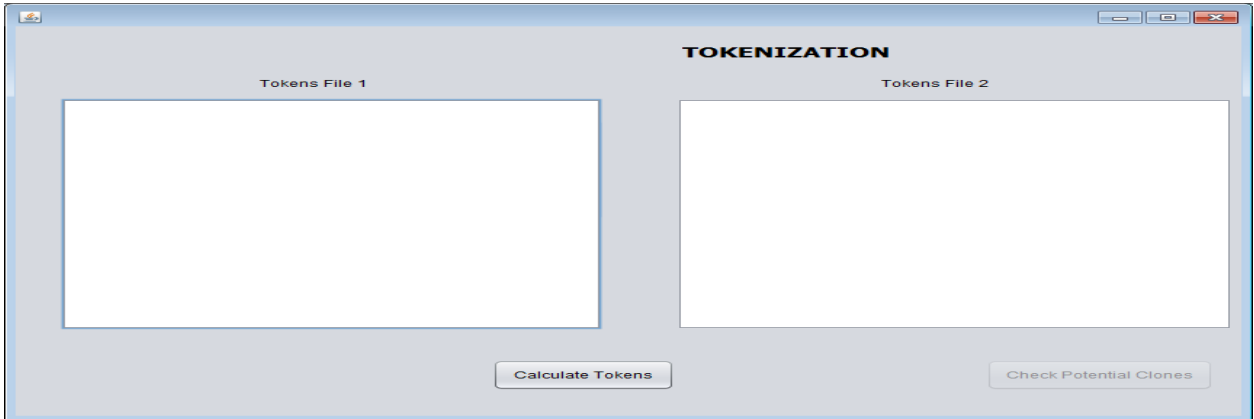 TOKENIZATION
Tokens File 1
Tokens File 2
Calculate Tokens
Check Potential Clones